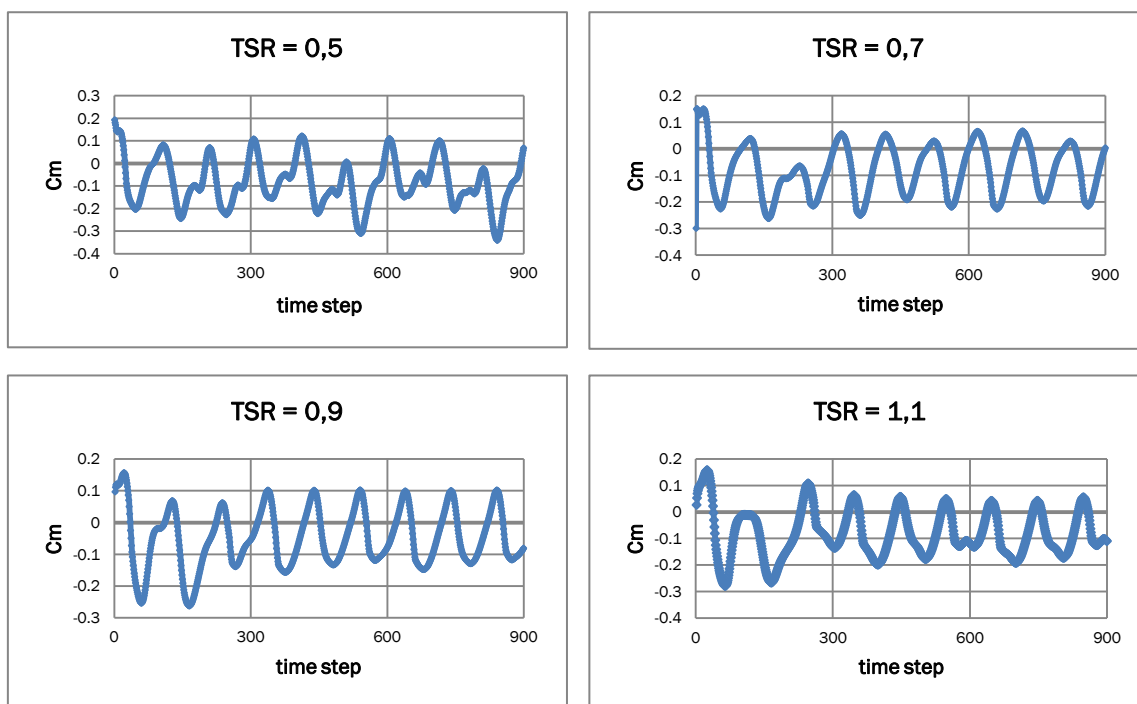 TSR = 0,5
0.3
0.2
0.1
0
-0.1
-0.2
-0.3
-0.4
Cm
0 300 600 900
time step
TSR = 0,7
0.2
0.1
0
-0.1
-0.2
-0.3
-0.4
Cm
0 300 600 900
time step
TSR = 0,9
0.2
0.1
0
-0.1
-0.2
-0.3
Cm
0 300 600 900
time step
TSR = 1,1
0.2
0.1
0
-0.1
-0.2
-0.3
-0.4
Cm
0 300 600 900
time step